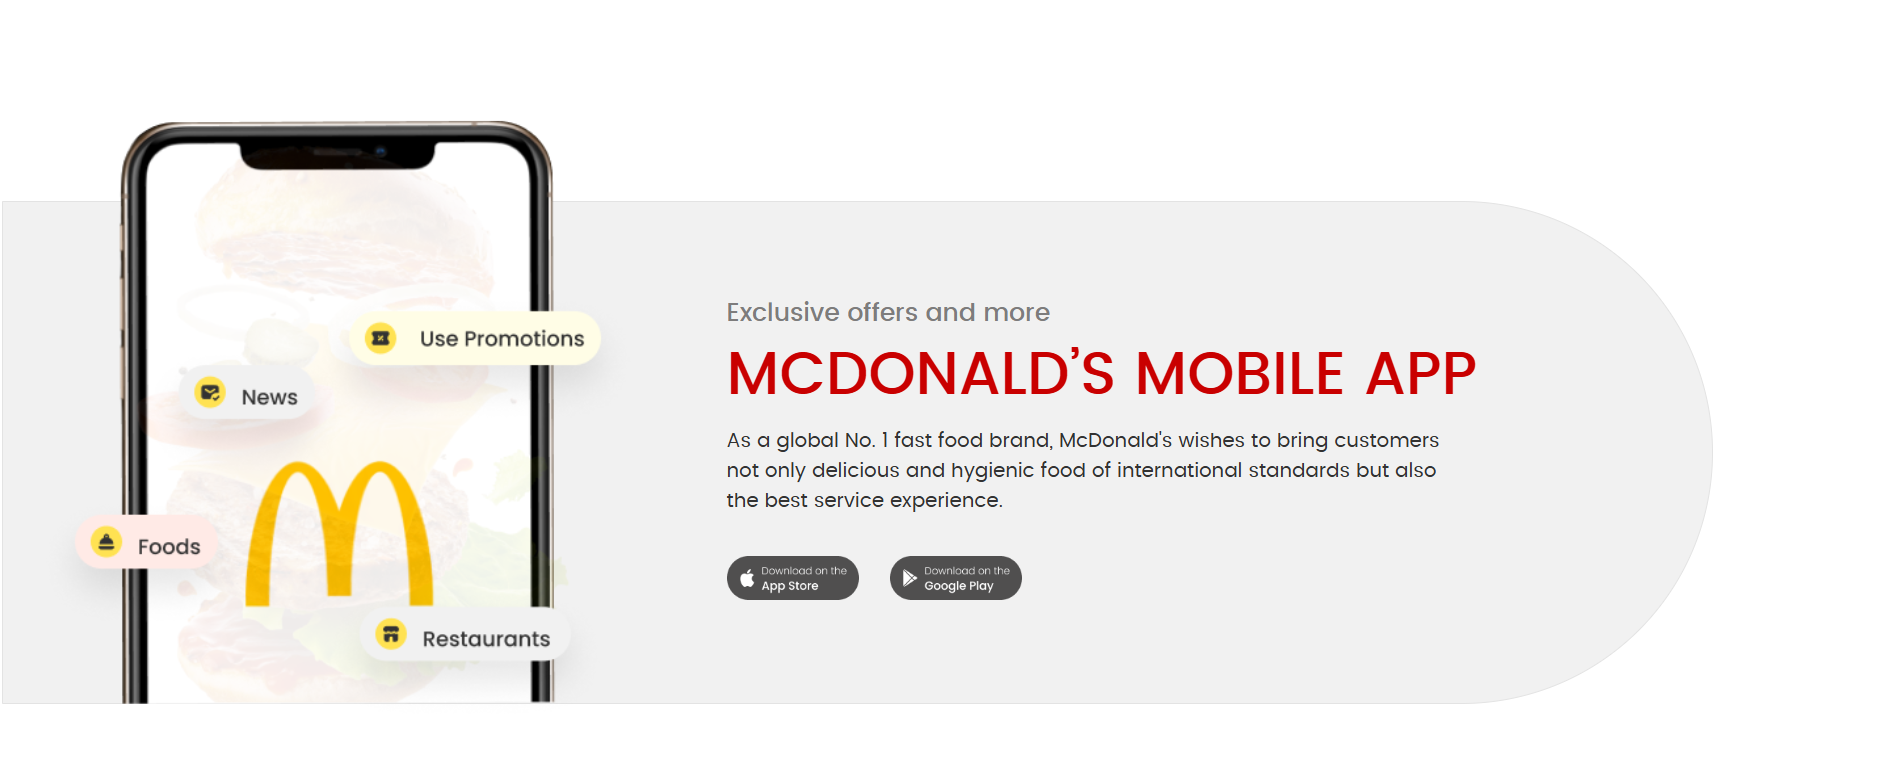 Exclusive offers and more
MCDONALD’S MOBILE APP
As a global No. 1 fast food brand, McDonald's wishes to bring customers
not only delicious and hygienic food of international standards but also
the best service experience.
Download on the
App Store
Download on the
Google Play
Use Promotions
News
Foods
Restaurants